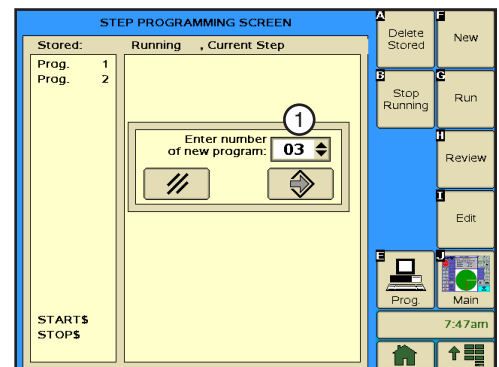 STEP PROGRAMMING SCREEN
Stored:
Running , Current Step
Prog. 1
Prog. 2
1
Enter number
of new program: 03
START$
STOP$
A
Delete
Stored
F
New
B
Stop
Running
G
Run
H
Review
I
Edit
E
Prog.
J
Main
7:47am